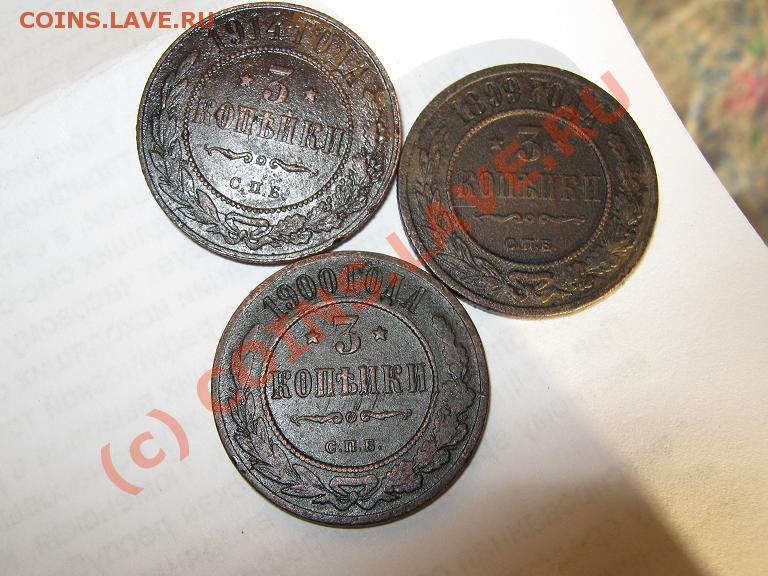 COINS.LAVE.RU
1914 ГОДА
3
КОПѢЙКИ
С.П.Б.
1899 ГОДА
3
КОПѢЙКИ
С.П.Б.
1900 ГОДА
3
КОПѢЙКИ
С.П.Б.
(c) COINS.LAVE.RU